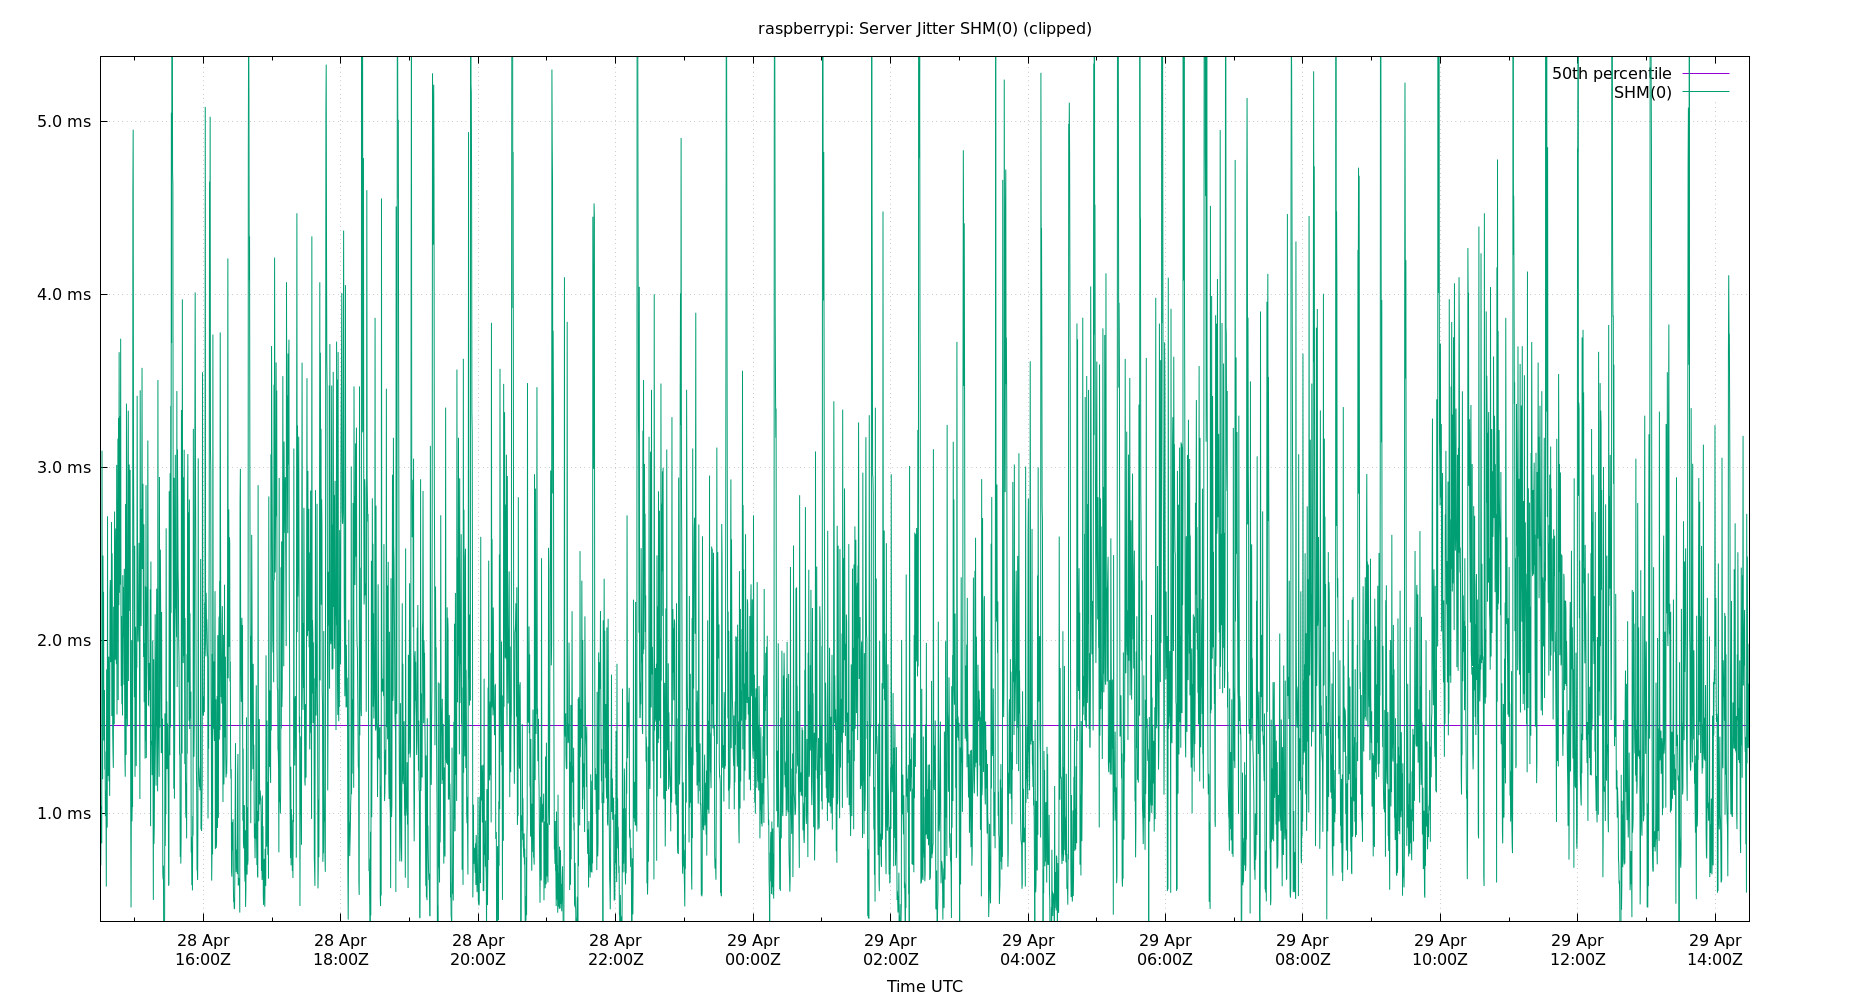 raspberrypi: Server Jitter SHM(0) (clipped)
50th percentile
SHM(0)
5.0 ms
4.0 ms
3.0 ms
2.0 ms
1.0 ms
28 Apr 28 Apr 28 Apr 28 Apr 29 Apr 29 Apr 29 Apr 29 Apr 29 Apr 29 Apr 29 Apr 29 Apr
16:00Z 18:00Z 20:00Z 22:00Z 00:00Z 02:00Z 04:00Z 06:00Z 08:00Z 10:00Z 12:00Z 14:00Z
Time UTC